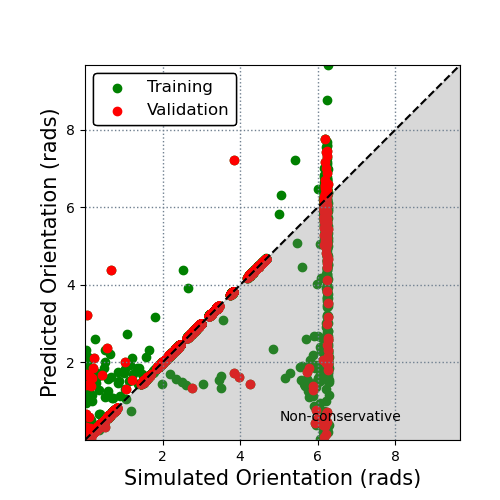 Training
Validation
Predicted Orientation (rads)
8
6
4
2
Non-conservative
2
4
6
8
Simulated Orientation (rads)